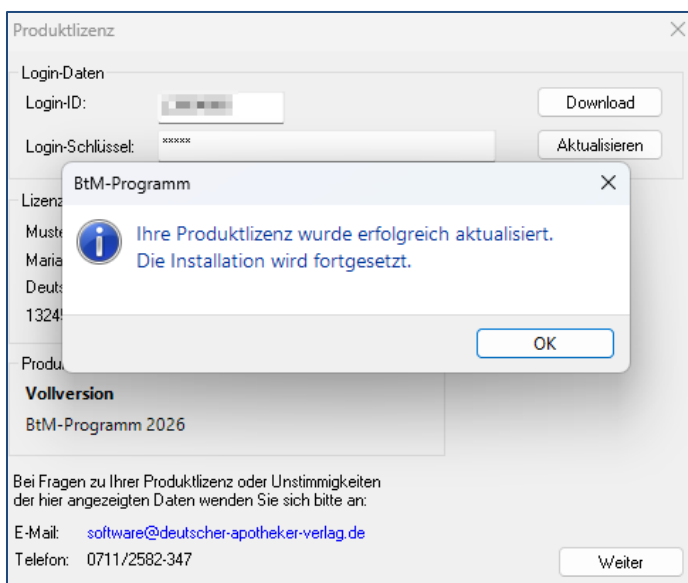 Produktlizenz
Login-Daten
Login-ID:
Download
Login-Schlüssel: ***** Aktualisieren
BtM-Programm
Ihre Produktlizenz wurde erfolgreich aktualisiert.
Die Installation wird fortgesetzt.
OK
Vollversion
BtM-Programm 2026
Bei Fragen zu Ihrer Produktlizenz oder Unstimmigkeiten
der hier angezeigten Daten wenden Sie sich bitte an:
E-Mail: software@deutscher-apotheker-verlag.de
Telefon: 0711/2582-347
Weiter